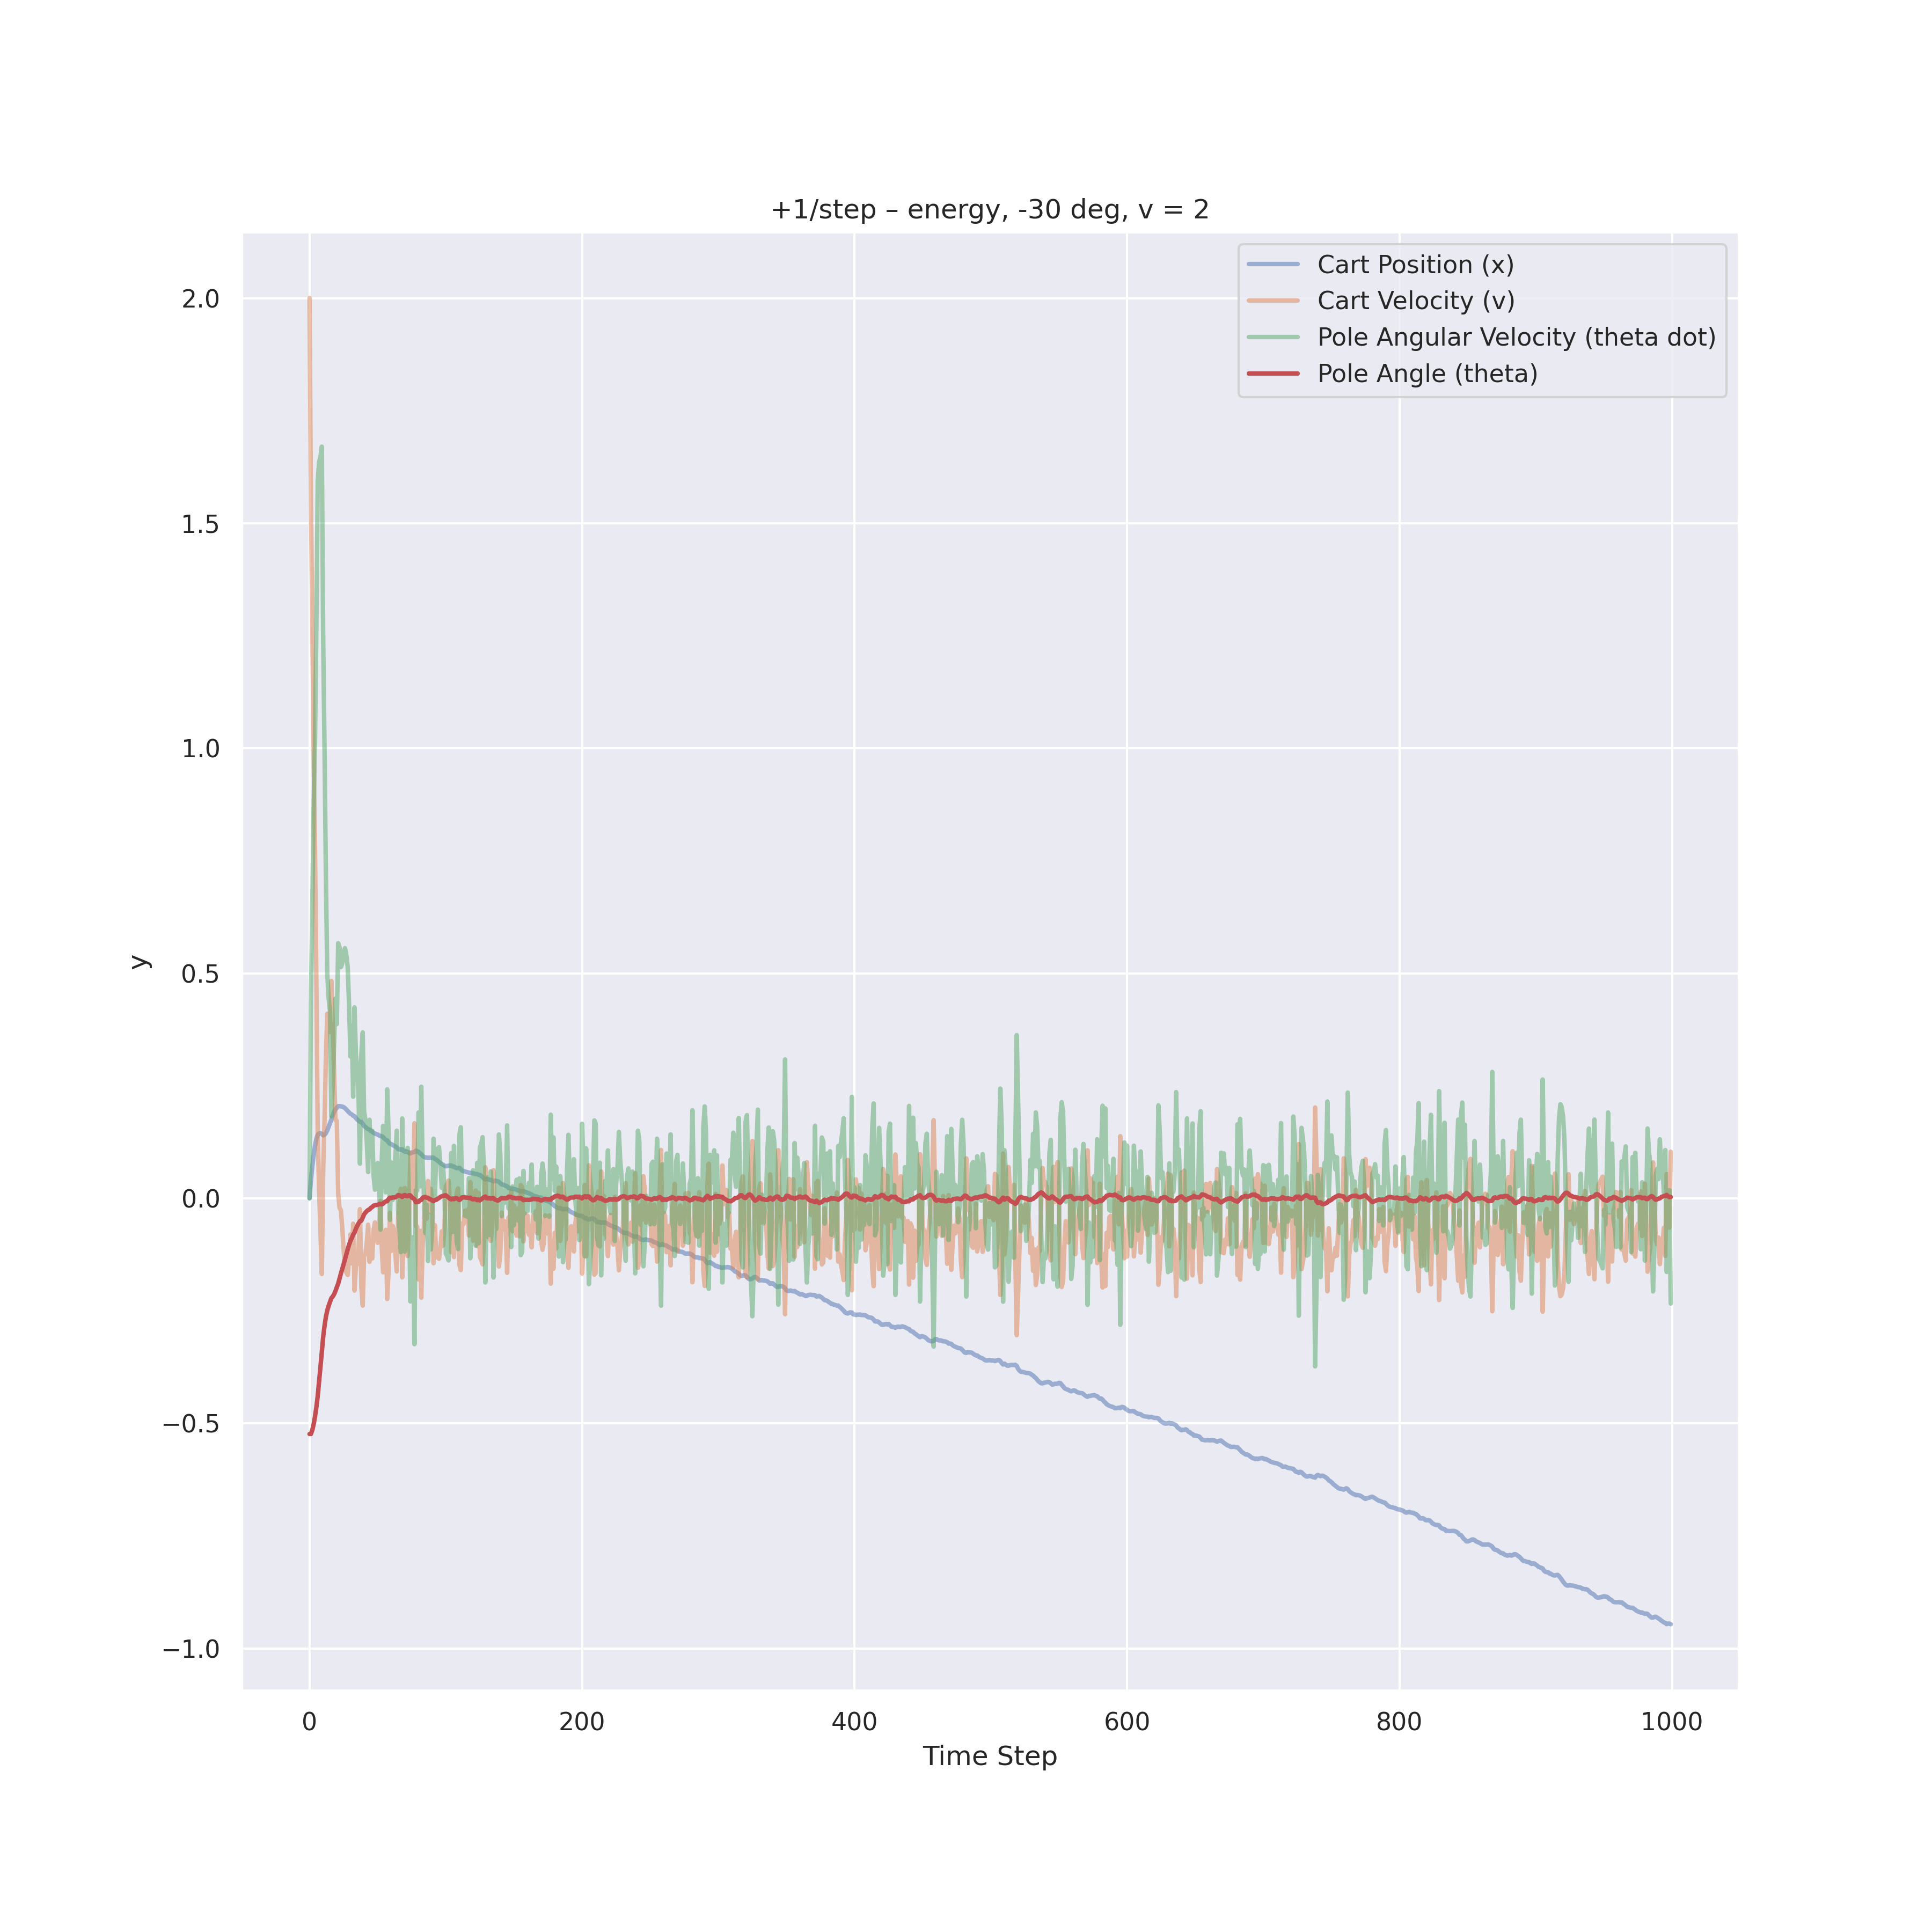 +1/step – energy, -30 deg, v = 2
Cart Position (x)
Cart Velocity (v)
Pole Angular Velocity (theta dot)
Pole Angle (theta)
2.0
1.5
1.0
0.5
0.0
−0.5
−1.0
y
0 200 400 600 800 1000
Time Step